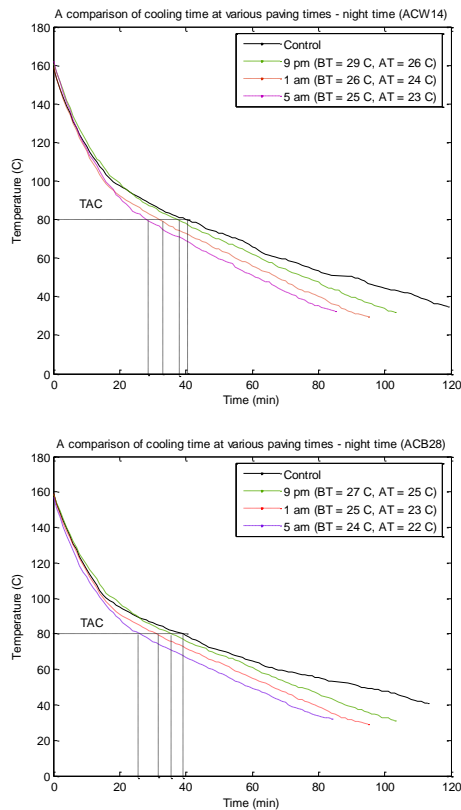 A comparison of cooling time at various paving times - night time (ACW14)
Control
9 pm (BT = 29 C, AT = 26 C)
1 am (BT = 26 C, AT = 24 C)
5 am (BT = 25 C, AT = 23 C)
Temperature (C)
200
180
160
140
120
100
80
60
40
20
0
TAC
0 20 40 60 80 100 120
Time (min)
A comparison of cooling time at various paving times - night time (ACB28)
Control
9 pm (BT = 27 C, AT = 25 C)
1 am (BT = 25 C, AT = 23 C)
5 am (BT = 24 C, AT = 22 C)
Temperature (C)
200
180
160
140
120
100
80
60
40
20
0
TAC
0 20 40 60 80 100 120
Time (min)